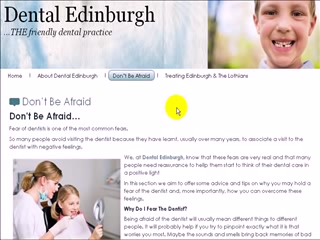 Dental Edinburgh
...THE friendly dental practice
Home | About Dental Edinburgh | Don't Be Afraid | Treating Edinburgh & The Lothians
Don't Be Afraid
Don't Be Afraid...
Fear of dentists is one of the most common fears.
So many people avoid visiting the dentist because they have learnt, usually over many years, to associate a visit to the
dentist with negative feelings.
We, at Dental Edinburgh, know that these fears are very real and that many
people need reassurance to help them start to think of their dental care in
a positive light
In this section we aim to offer some advice and tips on why you may hold a
fear of the dentist and, more importantly, how you can overcome these
feelings.
Why Do I Fear The Dentist?
Being afraid of the dentist will usually mean different things to different
people, it will probably help if you try to pinpoint exactly what it is that
worries you most. Maybe the sounds and smells bring back memories of bad